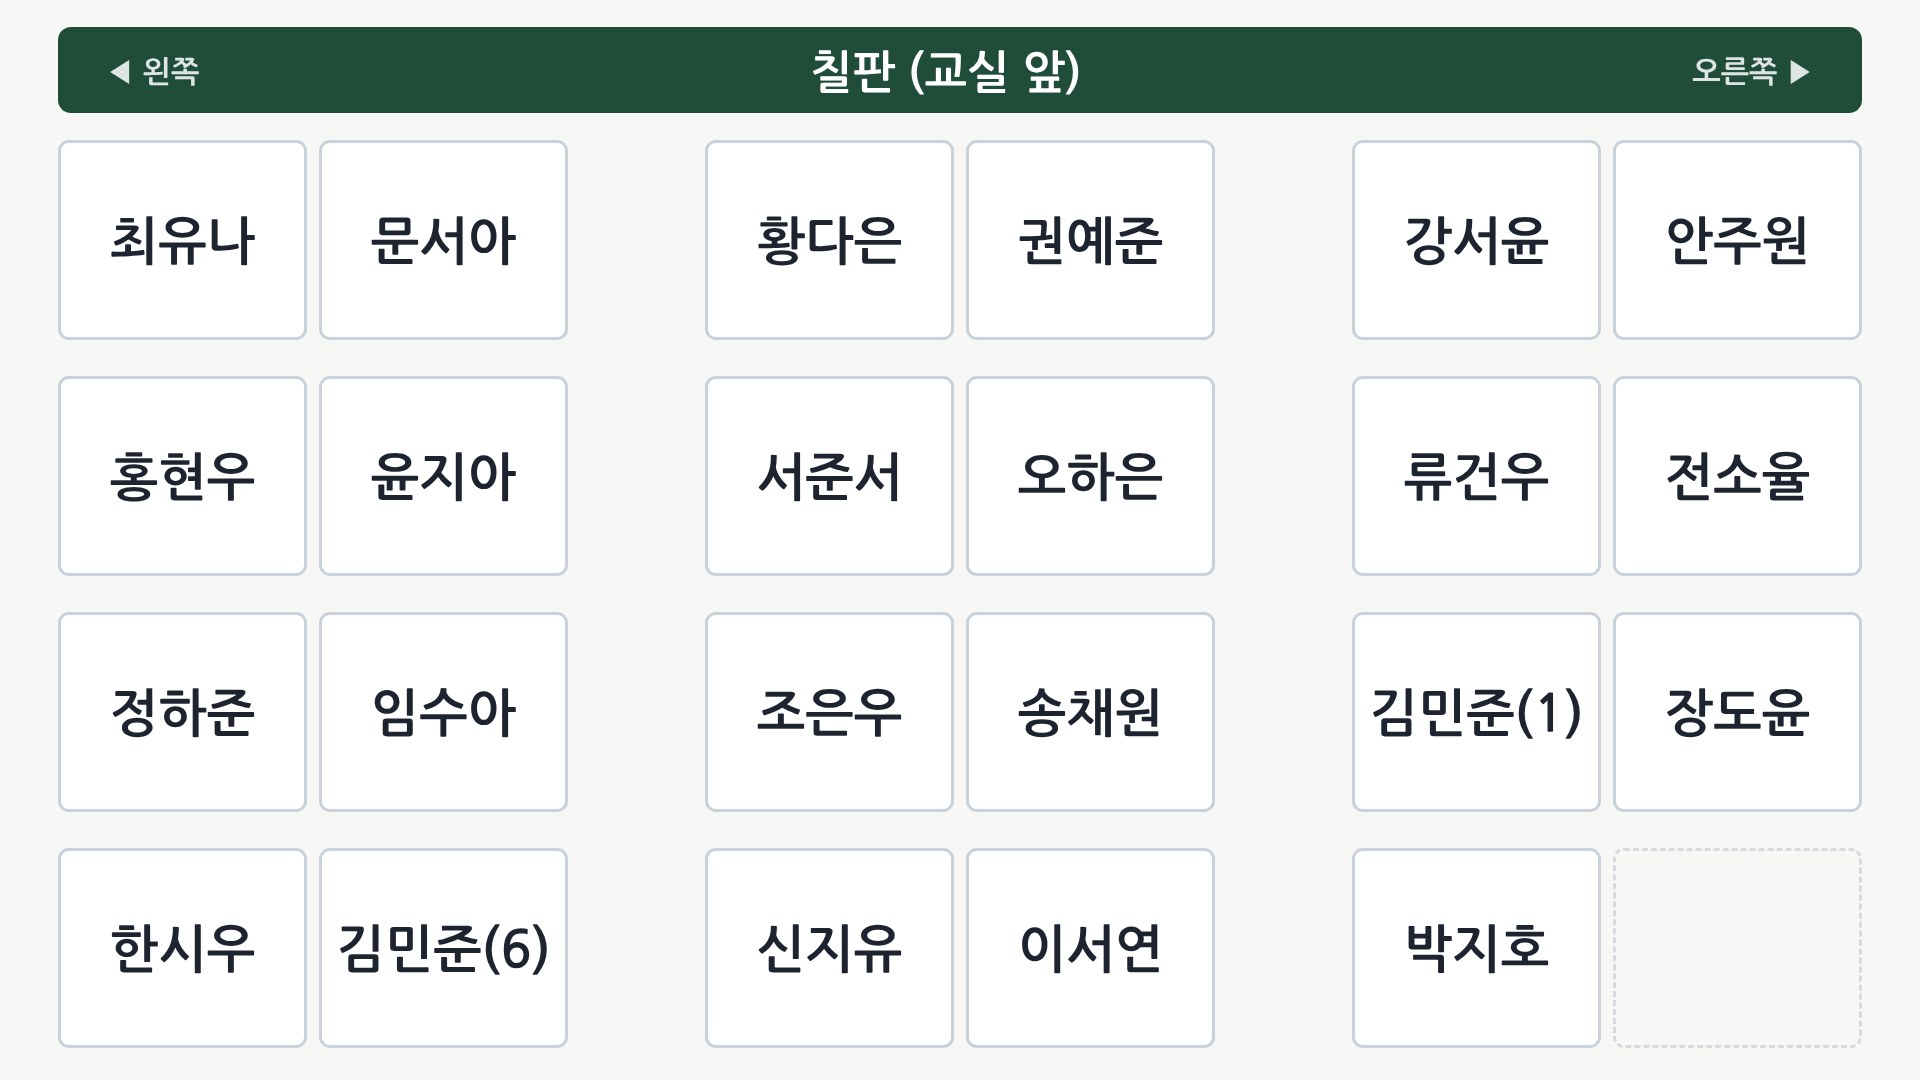 ◀ 왼쪽 칠판 (교실 앞) 오른쪽 ▶
최유나 문서아 황다은 권예준 강서윤 안주원
홍현우 윤지아 서준서 오하은 류건우 전소율
정하준 임수아 조은우 송채원 김민준(1) 장도윤
한시우 김민준(6) 신지유 이서연 박지호